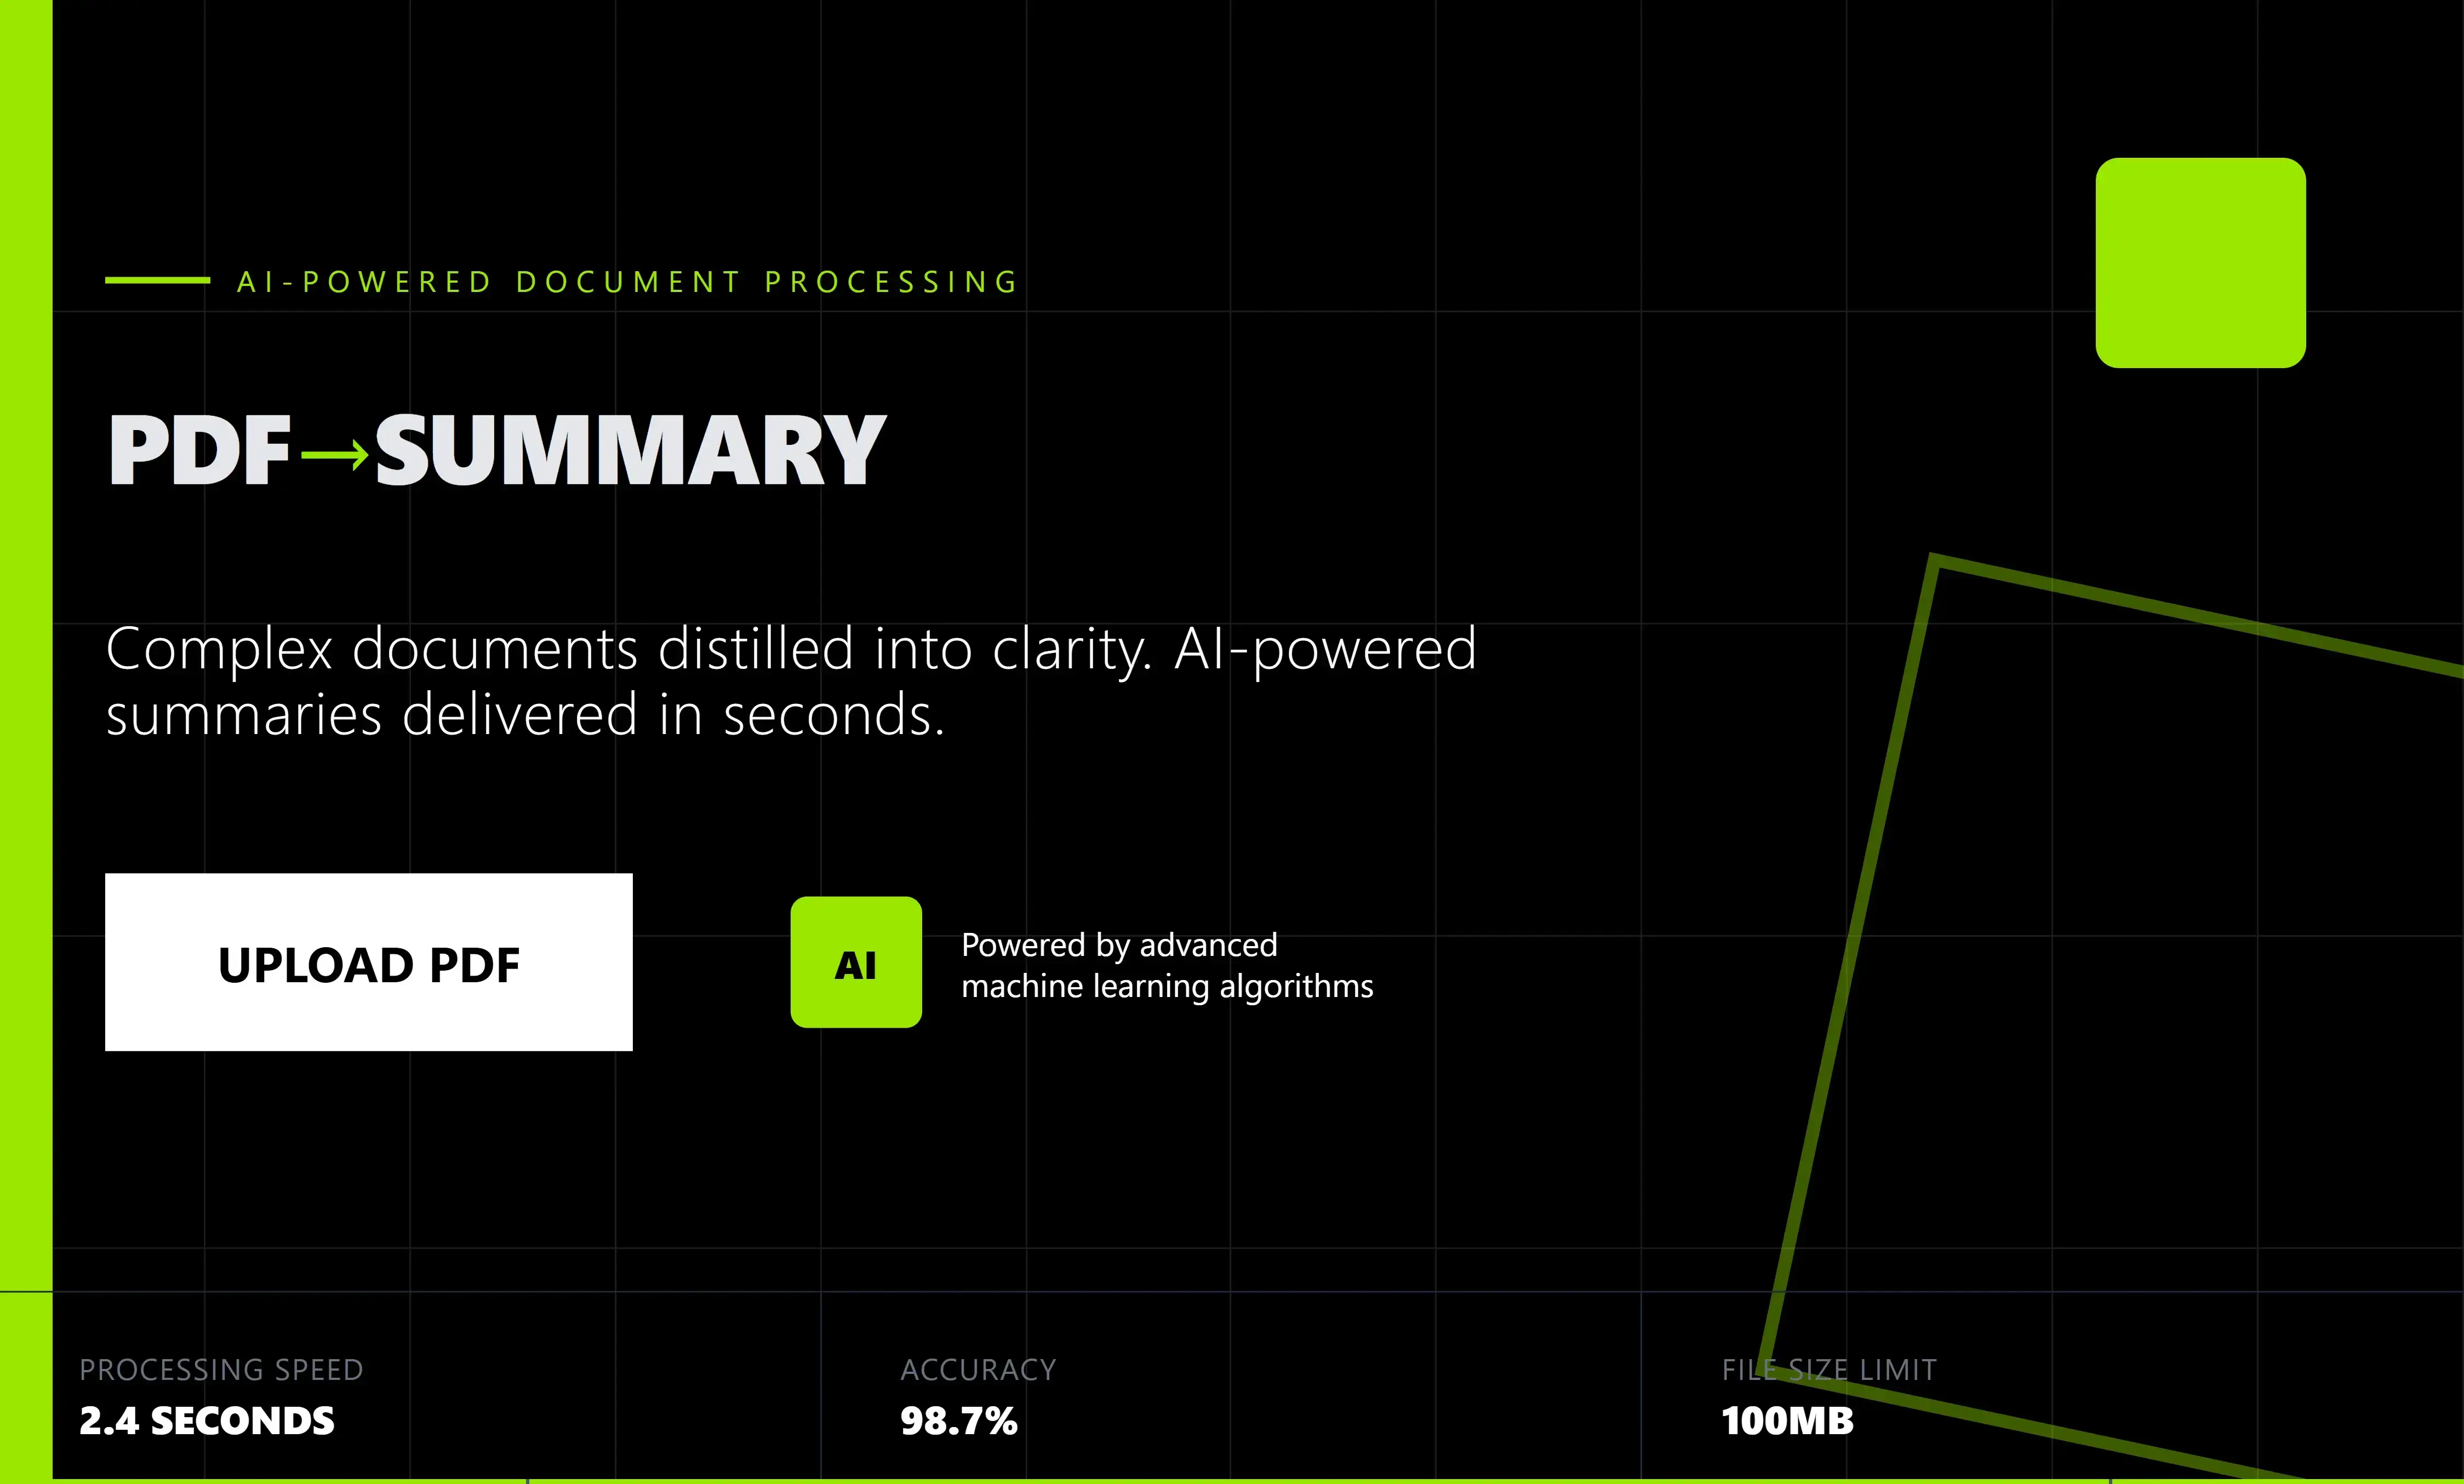 AI-POWERED DOCUMENT PROCESSING
PDF→SUMMARY
Complex documents distilled into clarity. AI-powered
summaries delivered in seconds.
UPLOAD PDF
AI
Powered by advanced
machine learning algorithms
PROCESSING SPEED
2.4 SECONDS
ACCURACY
98.7%
FILE SIZE LIMIT
100MB